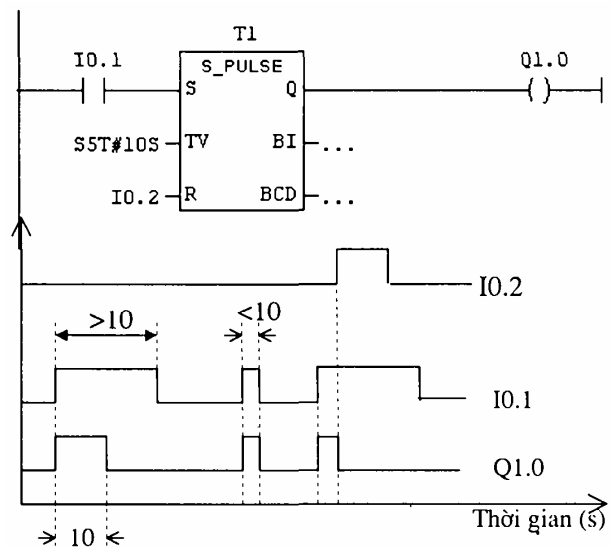 T1
I0.1
S_PULSE
Q1.0
S
Q
S5T#10S
TV
BI
...
I0.2
R
BCD
...
I0.2
>10
<10
I0.1
Q1.0
Thời gian (s)
10